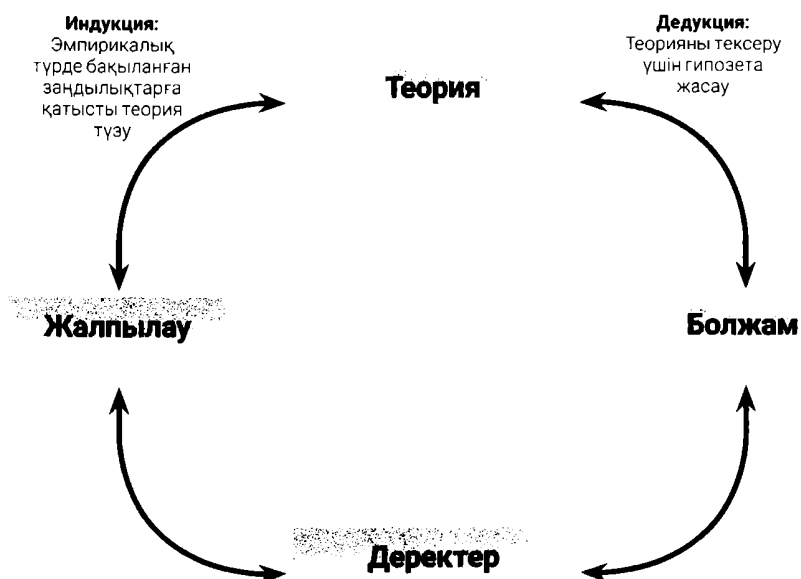 Индукция:
Эмпирикалық
түрде бақыланған
заңдылықтарға
қатысты теория
түзу
Дедукция:
Теорияны тексеру
үшін гипозета
жасау
Теория
Жалпылау
Болжам
Деректер